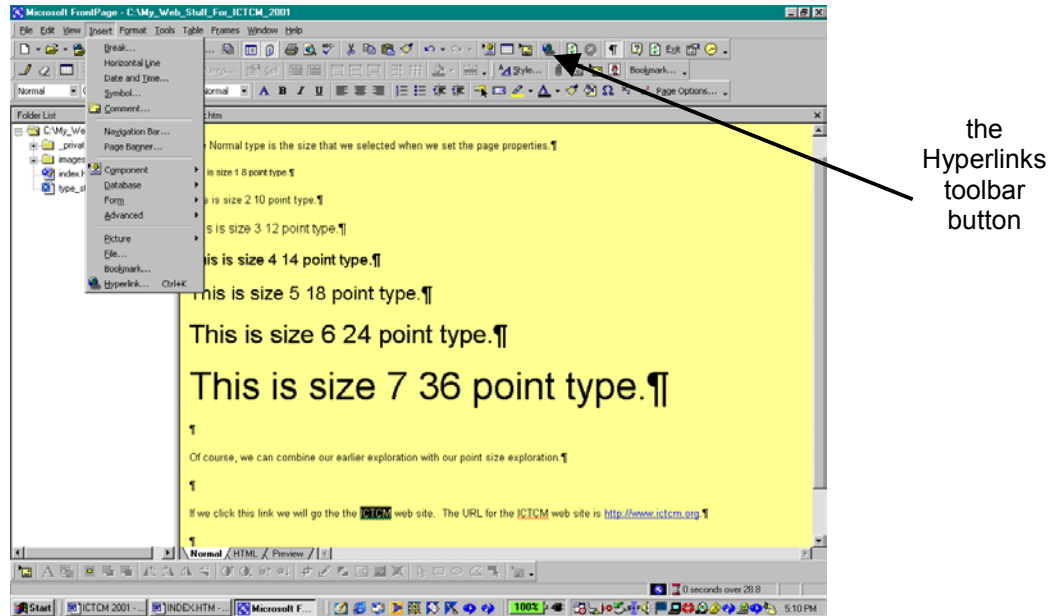 Microsoft FrontPage - C:\My_Web_Stuff_For_ICTCM_2001
File Edit View Insert Format Tools Table Frames Window Help
Exit
Style... Bookmark...
Normal Normal A B I U Page Options...
Folder List .htm
Break...
Horizontal Line
Date and Time...
Symbol...
Comment...
Navigation Bar...
Page Banner...
Component
Database
Form
Advanced
Picture
File...
Bookmark...
Hyperlink... Ctrl+K
C:\My_We
_privat
images
index.h
type_s
Normal type is the size that we selected when we set the page properties.¶
is size 1 8 point type.¶
s is size 2 10 point type.¶
s is size 3 12 point type.¶
is is size 4 14 point type.¶
This is size 5 18 point type.¶
This is size 6 24 point type.¶
This is size 7 36 point type.¶
¶
Of course, we can combine our earlier exploration with our point size exploration.¶
¶
If we click this link we will go the the ICTCM web site. The URL for the ICTCM web site is http://www.ictcm.org.¶
¶
Normal HTML Preview
0 seconds over 28.8
Start ICTCM 2001 - ... INDEX.HTM - ... Microsoft F... 100% 5:10 PM
the
Hyperlinks
toolbar
button